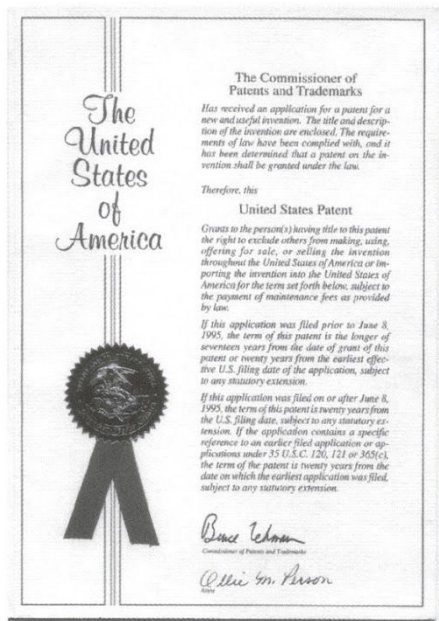 The
United
States
of
America
The Commissioner of
Patents and Trademarks
Has received an application for a patent for a
new and useful invention. The title and descrip-
tion of the invention are enclosed. The require-
ments of law have been complied with, and it
has been determined that a patent on the in-
vention shall be granted under the law.
Therefore, this
United States Patent
Grants to the person(s) having title to this patent
the right to exclude others from making, using,
offering for sale, or selling the invention
throughout the United States of America or im-
porting the invention into the United States of
America for the term set forth below, subject to
the payment of maintenance fees as provided
by law.
If this application was filed prior to June 8,
1995, the term of this patent is the longer of
seventeen years from the date of grant of this
patent or twenty years from the earliest effec-
tive U.S. filing date of the application, subject
to any statutory extension.
If this application was filed on or after June 8,
1995, the term of this patent is twenty years from
the U.S. filing date, subject to any statutory ex-
tension. If the application contains a specific
reference to an earlier filed application or ap-
plications under 35 U.S.C. 120, 121 or 365(c),
the term of the patent is twenty years from the
date on which the earliest application was filed,
subject to any statutory extension.
Bruce Lehman
Commissioner of Patents and Trademarks
Ollie M. Person
Attest